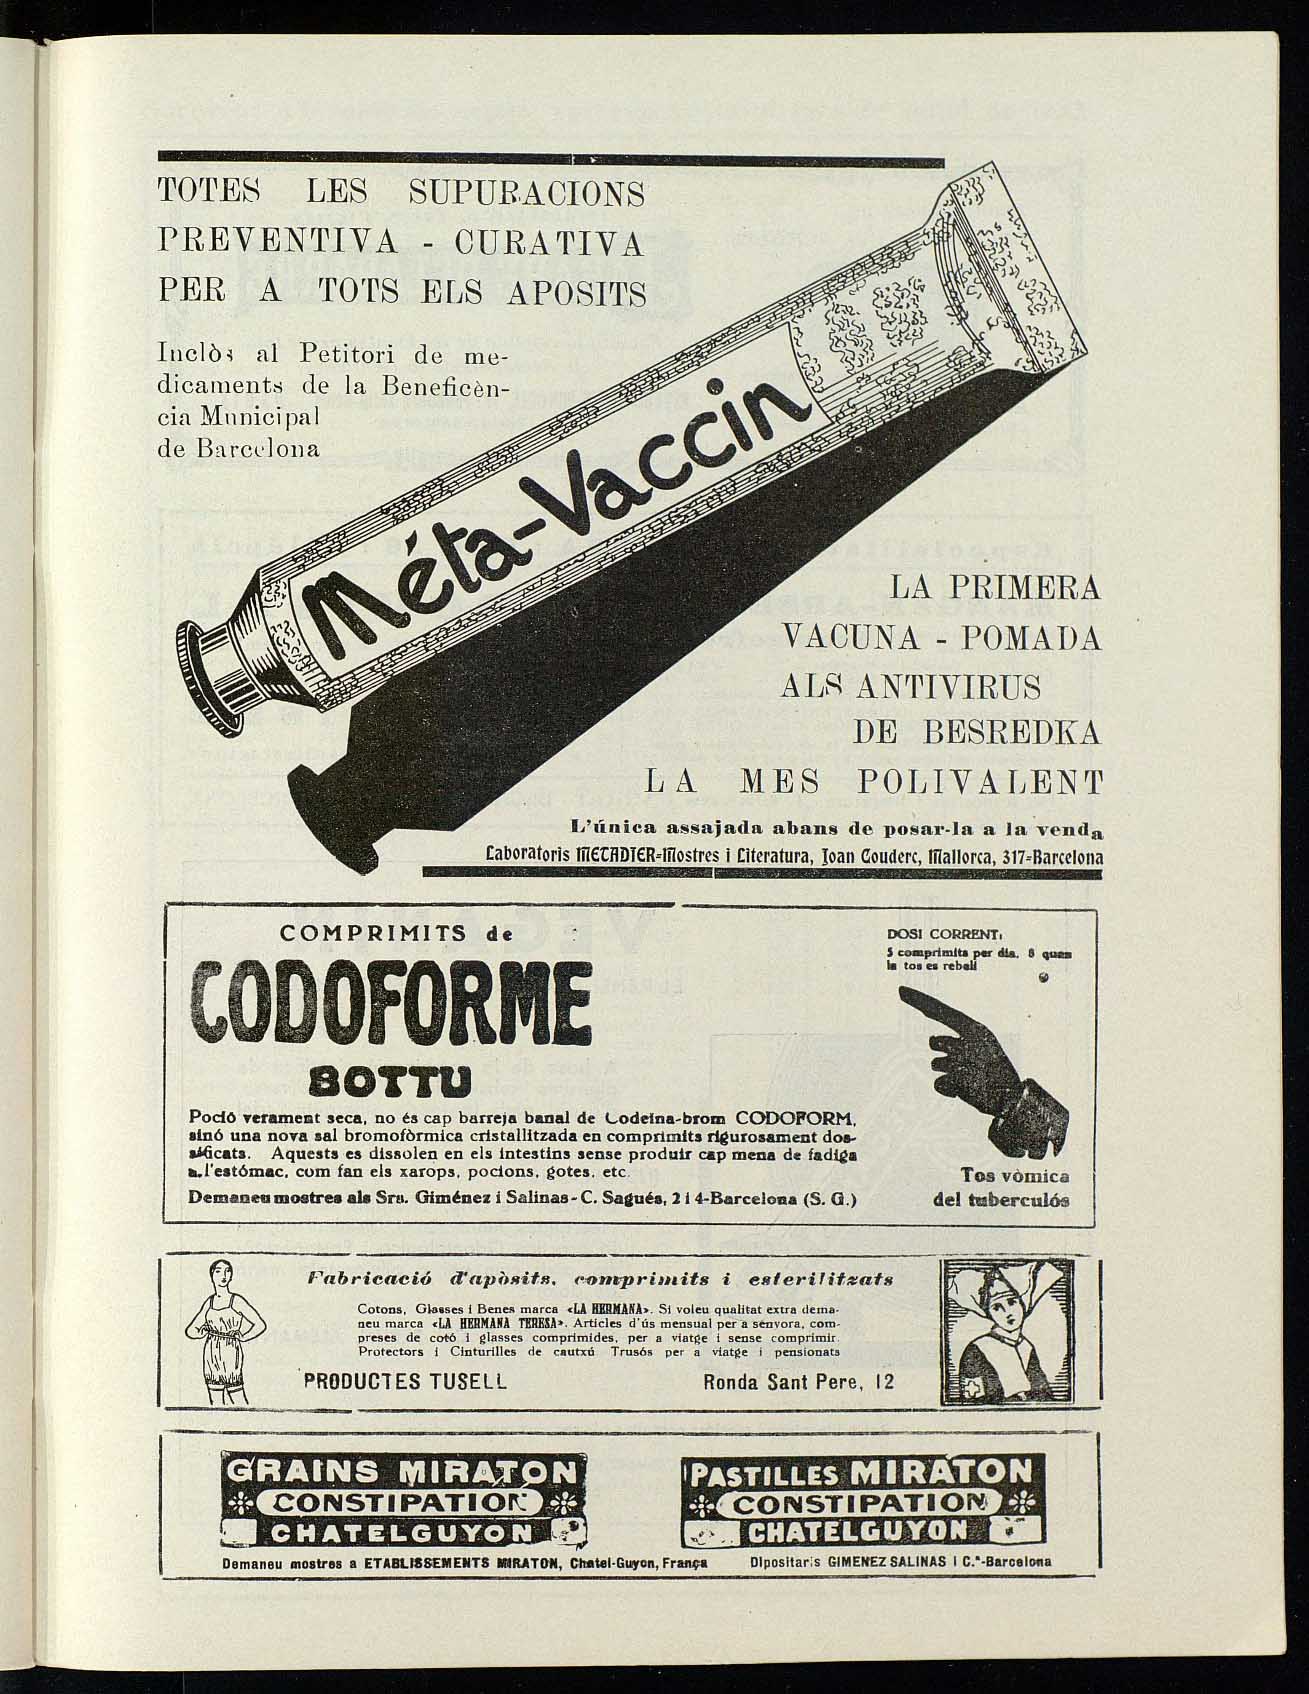 TOTES LES SUPURACIONS
PREVENTIVA - CURATIVA
PER A TOTS ELS APOSITS
Inclòs al Petitori de me-
dicaments de la Beneficèn-
cia Municipal
de Barcelona
Méta-Vaccin
LA PRIMERA
VACUNA - POMADA
ALS ANTIVIRUS
DE BESREDKA
LA MES POLIVALENT
L'única assajada abans de posar-la a la venda
Laboratoris METADIER=Mostres i Literatura, Joan Couderc, Mallorca, 317=Barcelona
COMPRIMITS de
CODOFORME
BOTTU
DOSI CORRENT:
5 comprimits per dia, 8 quan
la tos es rebell
Poció verament seca, no és cap barreja banal de Codeïna-brom CODOFORM,
sinó una nova sal bromofòrmica cristallitzada en comprimits rigurosament dos-
sificats. Aquests es dissolen en els intestins sense produir cap mena de fadiga
a l'estómac, com fan els xarops, pocions, gotes, etc.
Demaneu mostres als Srs. Giménez i Salinas-C. Sagués, 2 i 4-Barcelona (S. G.)
Tos vòmica
del tuberculós
Fabricació d'apòsits, comprimits i esterilitzats
Cotons, Glasses i Benes marca «LA HERMANA». Si voleu qualitat extra dema-
neu marca «LA HERMANA TERESA». Articles d'ús mensual per a senyora, com-
preses de cotó i glasses comprimides, per a viatge i sense comprimir.
Protectors i Cinturilles de cautxú. Trusós per a viatge i pensionats
PRODUCTES TUSELL
Ronda Sant Pere, 12
GRAINS MIRATON
CONSTIPATION
CHATELGUYON
PASTILLES MIRATON
CONSTIPATION
CHATELGUYON
Demaneu mostres a ETABLISSEMENTS MIRATON, Chatel-Guyon, França
Dipositaris GIMENEZ SALINAS I C.ª-Barcelona